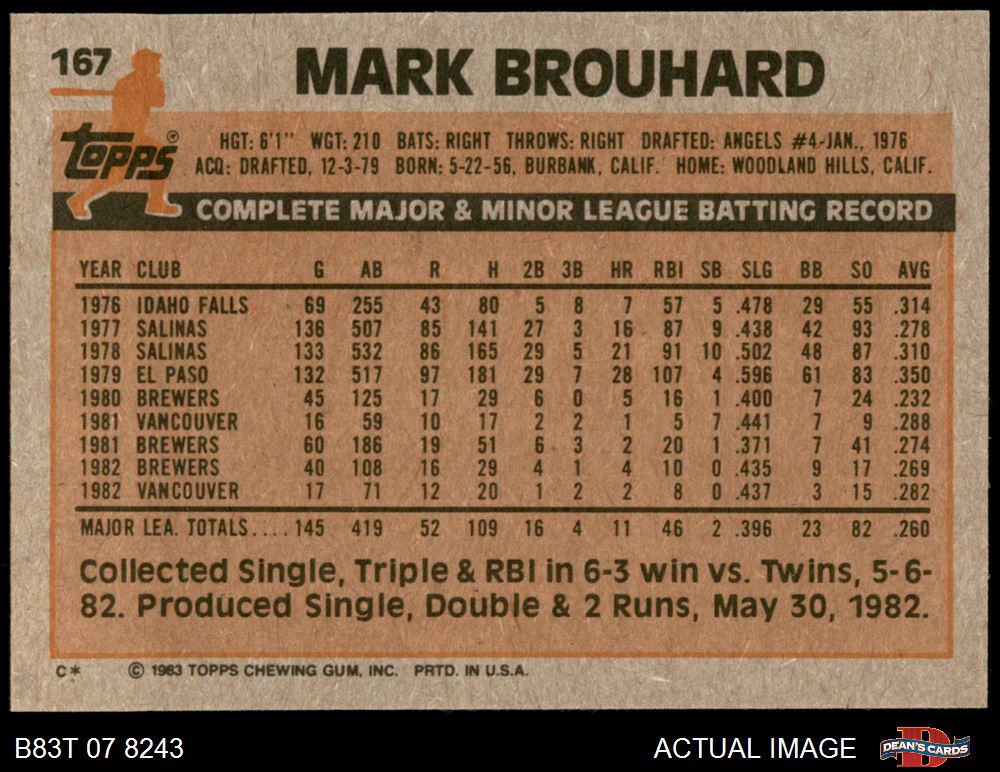 167
MARK BROUHARD
Topps®
HGT: 6'1" WGT: 210 BATS: RIGHT THROWS: RIGHT DRAFTED: ANGELS #4-JAN., 1976
ACQ: DRAFTED, 12-3-79 BORN: 5-22-56, BURBANK, CALIF. HOME: WOODLAND HILLS, CALIF.
COMPLETE MAJOR & MINOR LEAGUE BATTING RECORD
YEAR CLUB G AB R H 2B 3B HR RBI SB SLG BB SO AVG
1976 IDAHO FALLS 69 255 43 80 5 8 7 57 5 .478 29 55 .314
1977 SALINAS 136 507 85 141 27 3 16 87 9 .438 42 93 .278
1978 SALINAS 133 532 86 165 29 5 21 91 10 .502 48 87 .310
1979 EL PASO 132 517 97 181 29 7 28 107 4 .596 61 83 .350
1980 BREWERS 45 125 17 29 6 0 5 16 1 .400 7 24 .232
1981 VANCOUVER 16 59 10 17 2 2 1 5 7 .441 7 9 .288
1981 BREWERS 60 186 19 51 6 3 2 20 1 .371 7 41 .274
1982 BREWERS 40 108 16 29 4 1 4 10 0 .435 9 17 .269
1982 VANCOUVER 17 71 12 20 1 2 2 8 0 .437 3 15 .282
MAJOR LEA. TOTALS.... 145 419 52 109 16 4 11 46 2 .396 23 82 .260
Collected Single, Triple & RBI in 6-3 win vs. Twins, 5-6-
82. Produced Single, Double & 2 Runs, May 30, 1982.
C* © 1983 TOPPS CHEWING GUM, INC. PRTD. IN U.S.A.
B83T 07 8243
ACTUAL IMAGE
DEAN'S CARDS